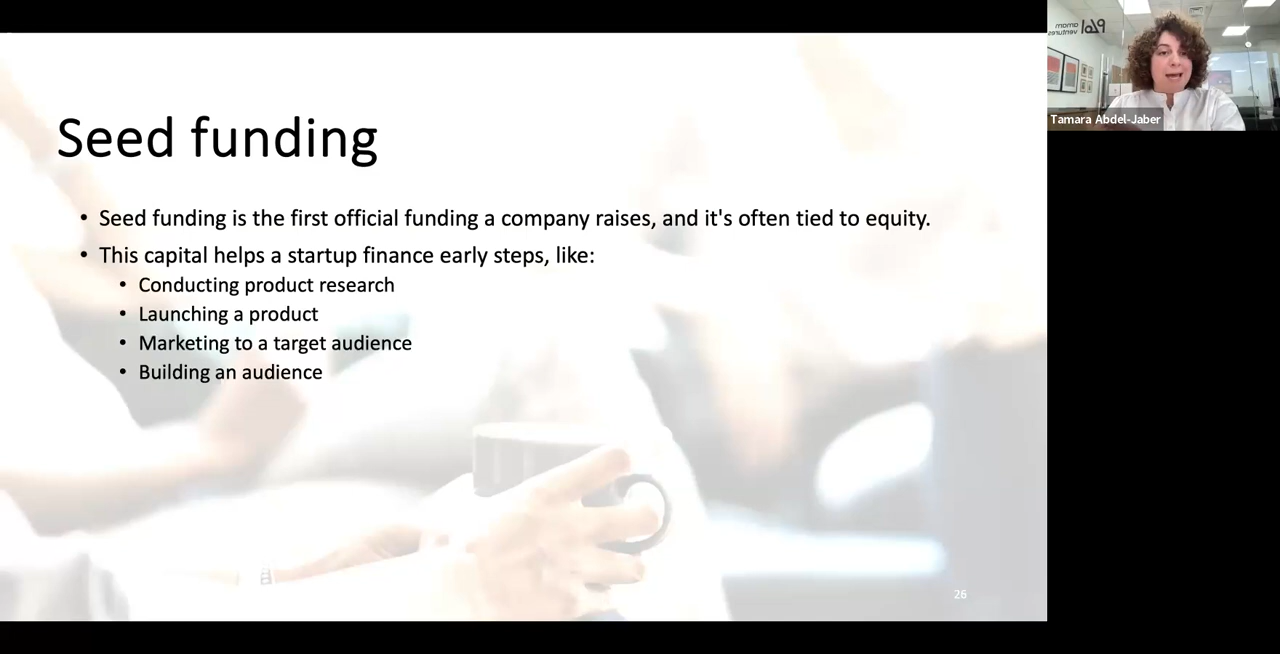 Seed funding
• Seed funding is the first official funding a company raises, and it's often tied to equity.
• This capital helps a startup finance early steps, like:
• Conducting product research
• Launching a product
• Marketing to a target audience
• Building an audience
26
amam
ventures
Tamara Abdel-Jaber